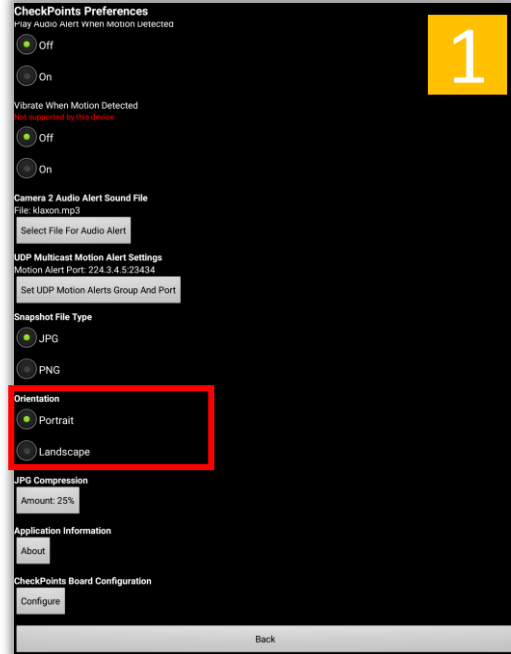 CheckPoints Preferences
1
Play Audio Alert When Motion Detected
Off
On
Vibrate When Motion Detected
Not supported by this device
Off
On
Camera 2 Audio Alert Sound File
File: klaxon.mp3
Select File For Audio Alert
UDP Multicast Motion Alert Settings
Motion Alert Port: 224.3.4.5:23434
Set UDP Motion Alerts Group And Port
Snapshot File Type
JPG
PNG
Orientation
Portrait
Landscape
JPG Compression
Amount: 25%
Application Information
About
CheckPoints Board Configuration
Configure
Back